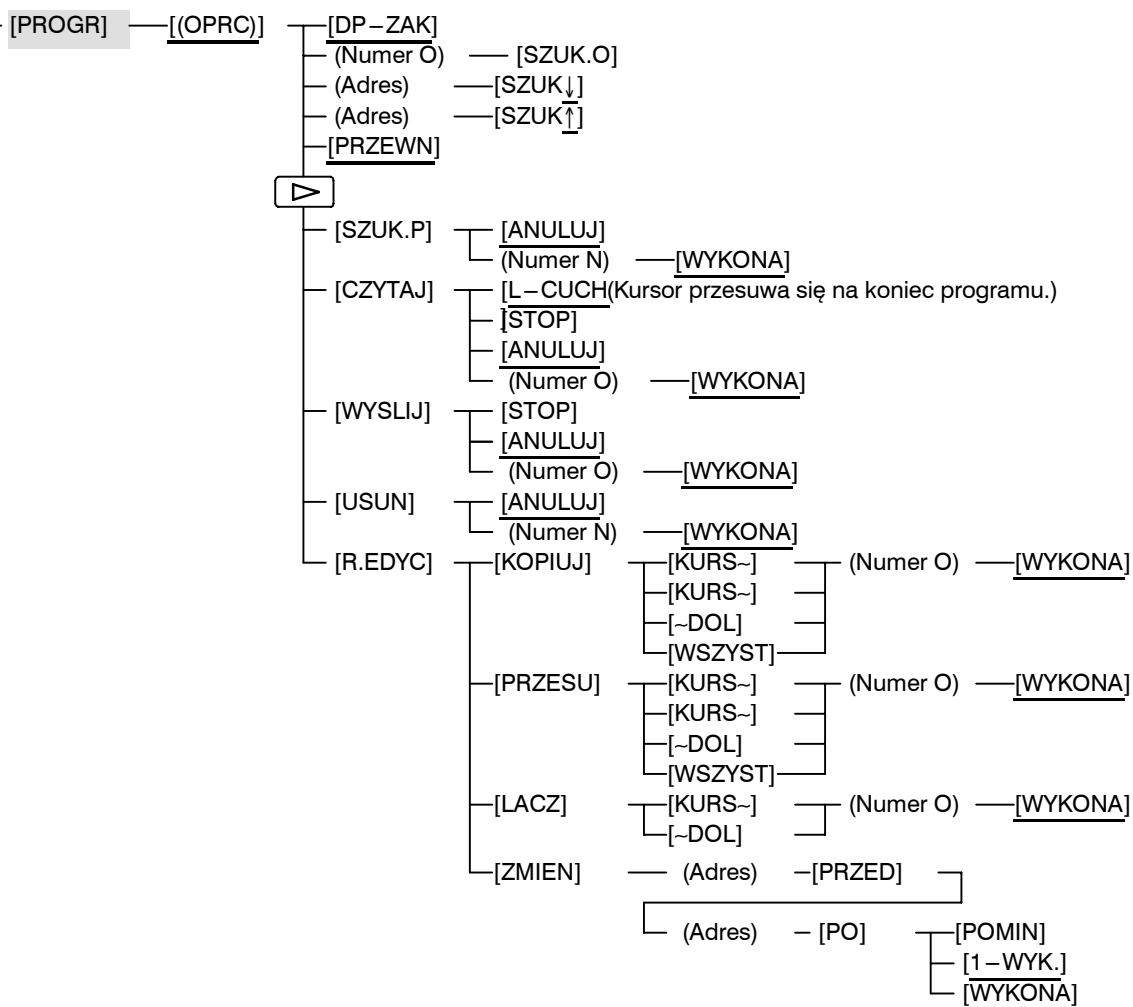 [PROGR] [(OPRC)] [DP–ZAK]
(Numer O) [SZUK.O]
(Adres) [SZUK↓]
(Adres) [SZUK↑]
[PRZEWN]
[SZUK.P] [ANULUJ]
(Numer N) [WYKONA]
[CZYTAJ] [L–CUCH(Kursor przesuwa się na koniec programu.)
][STOP]
[ANULUJ]
(Numer O) [WYKONA]
[WYSLIJ] [STOP]
[ANULUJ]
(Numer O) [WYKONA]
[USUN] [ANULUJ]
(Numer N) [WYKONA]
[R.EDYC] [KOPIUJ] [KURS~] (Numer O) [WYKONA]
[KURS~]
[~DOL]
[WSZYST]
[PRZESU] [KURS~] (Numer O) [WYKONA]
[KURS~]
[~DOL]
[WSZYST]
[LACZ] [KURS~] (Numer O) [WYKONA]
[~DOL]
[ZMIEN] (Adres) [PRZED]
(Adres) [PO] [POMIN]
[1–WYK.]
[WYKONA]